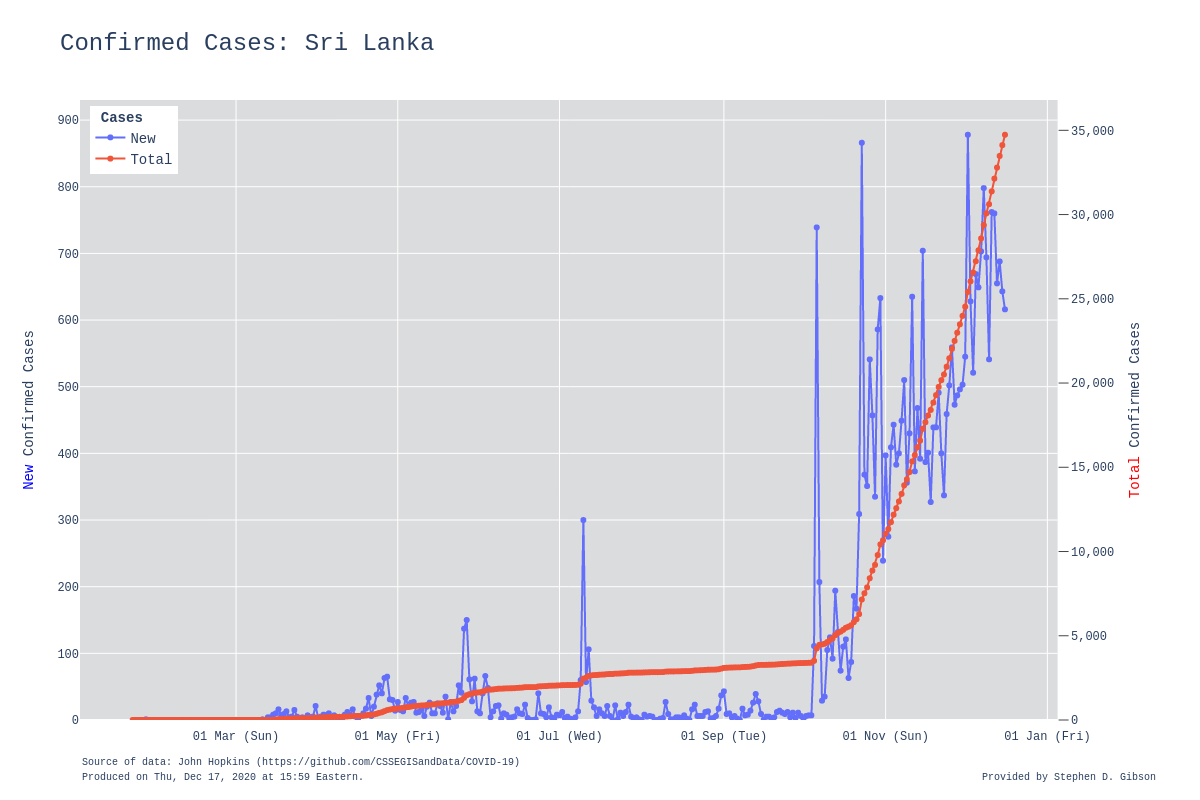 Confirmed Cases: Sri Lanka
Cases
New
Total
900
800
700
600
500
400
300
200
100
0
New Confirmed Cases
35,000
30,000
25,000
20,000
15,000
10,000
5,000
0
Total Confirmed Cases
01 Mar (Sun)
01 May (Fri)
01 Jul (Wed)
01 Sep (Tue)
01 Nov (Sun)
01 Jan (Fri)
Source of data: John Hopkins (https://github.com/CSSEGISandData/COVID-19)
Produced on Thu, Dec 17, 2020 at 15:59 Eastern.
Provided by Stephen D. Gibson